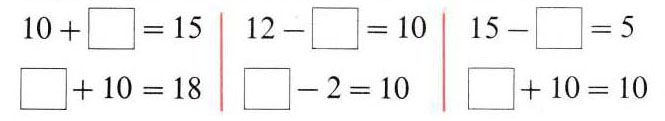 10 + □ = 15
□ + 10 = 18
12 − □ = 10
□ − 2 = 10
15 − □ = 5
□ + 10 = 10